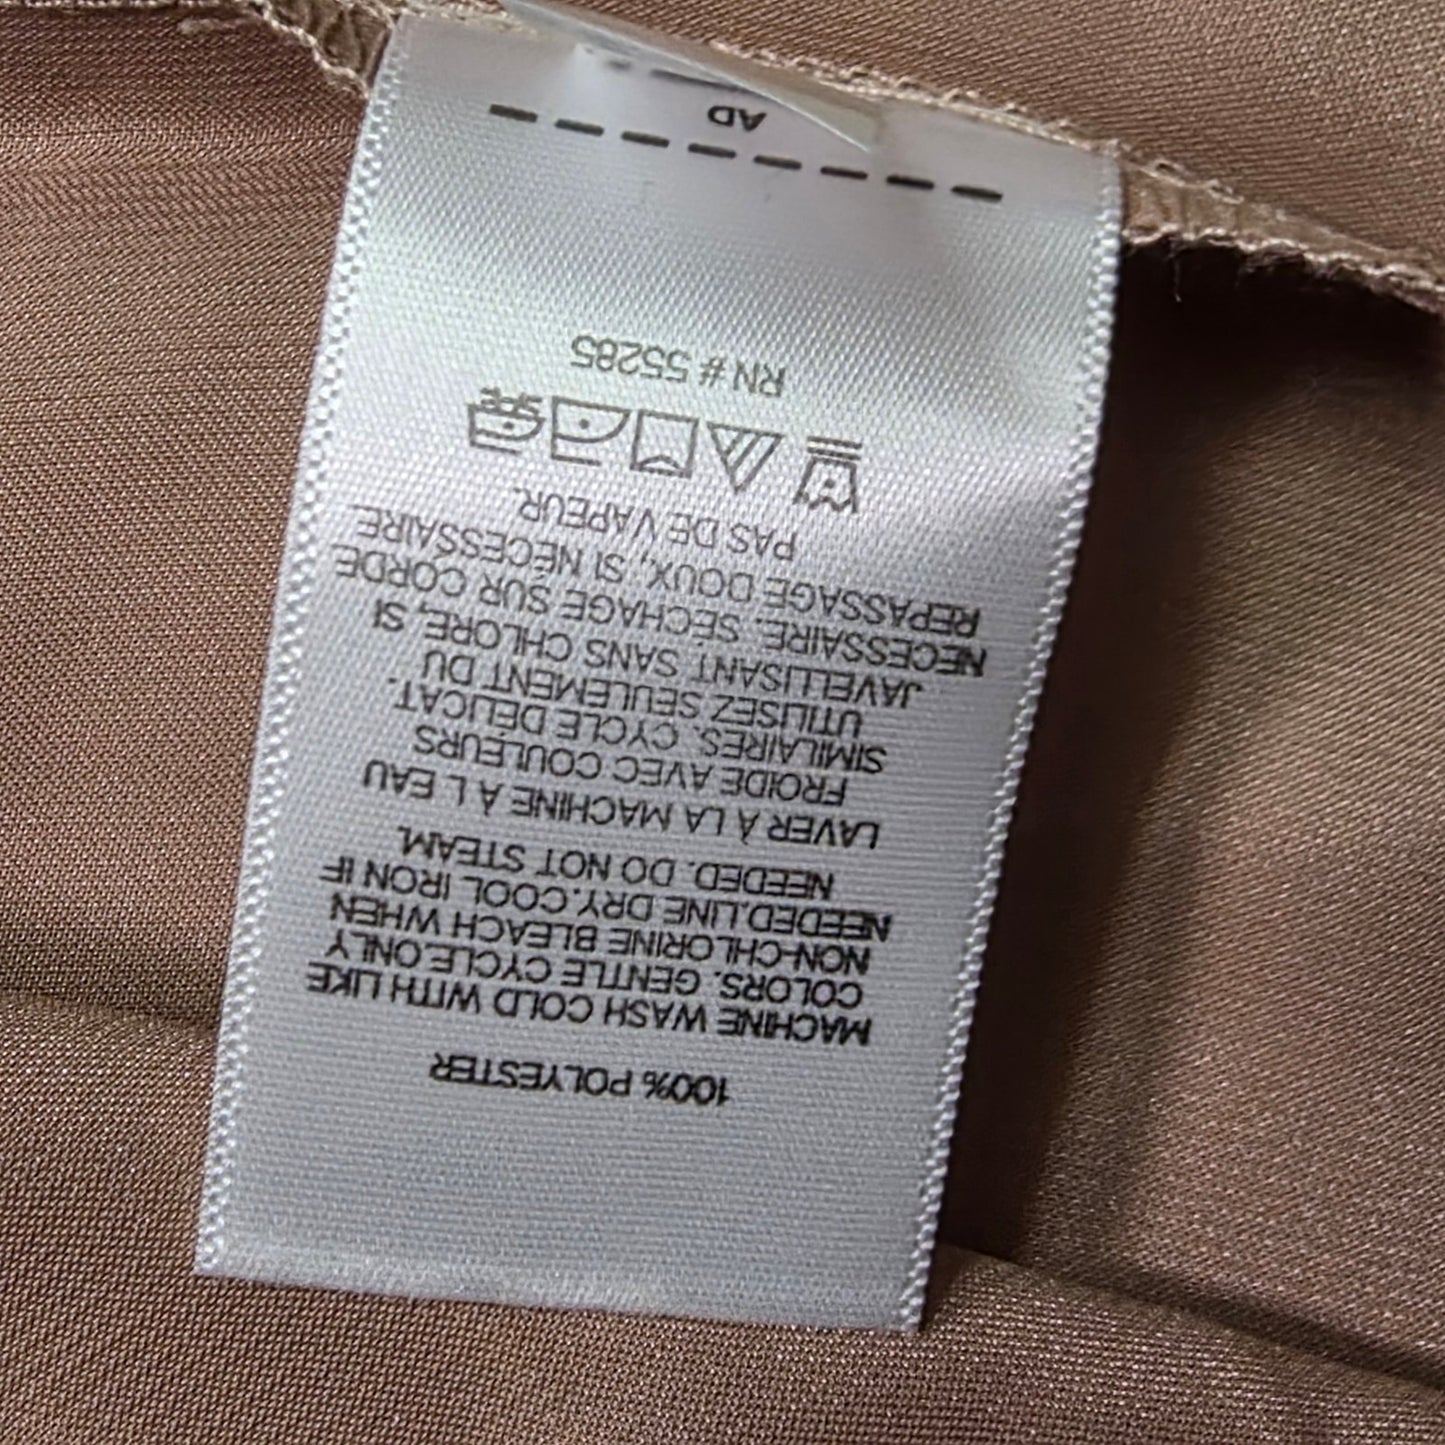 100% POLYESTER
MACHINE WASH COLD WITH LIKE
COLORS. GENTLE CYCLE.ONLY
NON-CHLORINE BLEACH WHEN
NEEDED.LINE DRY.COOL IRON IF
NEEDED. DO NOT STEAM.
LAVER À LA MACHINE À L EAU
FROIDE AVEC COULEURS
SIMILAIRES. CYCLE DÉLICAT.
UTILISEZ SEULEMENT DU
JAVELLISANT SANS CHLORE, SI
NÉCESSAIRE. SÉCHAGE SUR CORDE.
REPASSAGE DOUX, SI NÉCESSAIRE.
PAS DE VAPEUR.
RN # 55285
AD